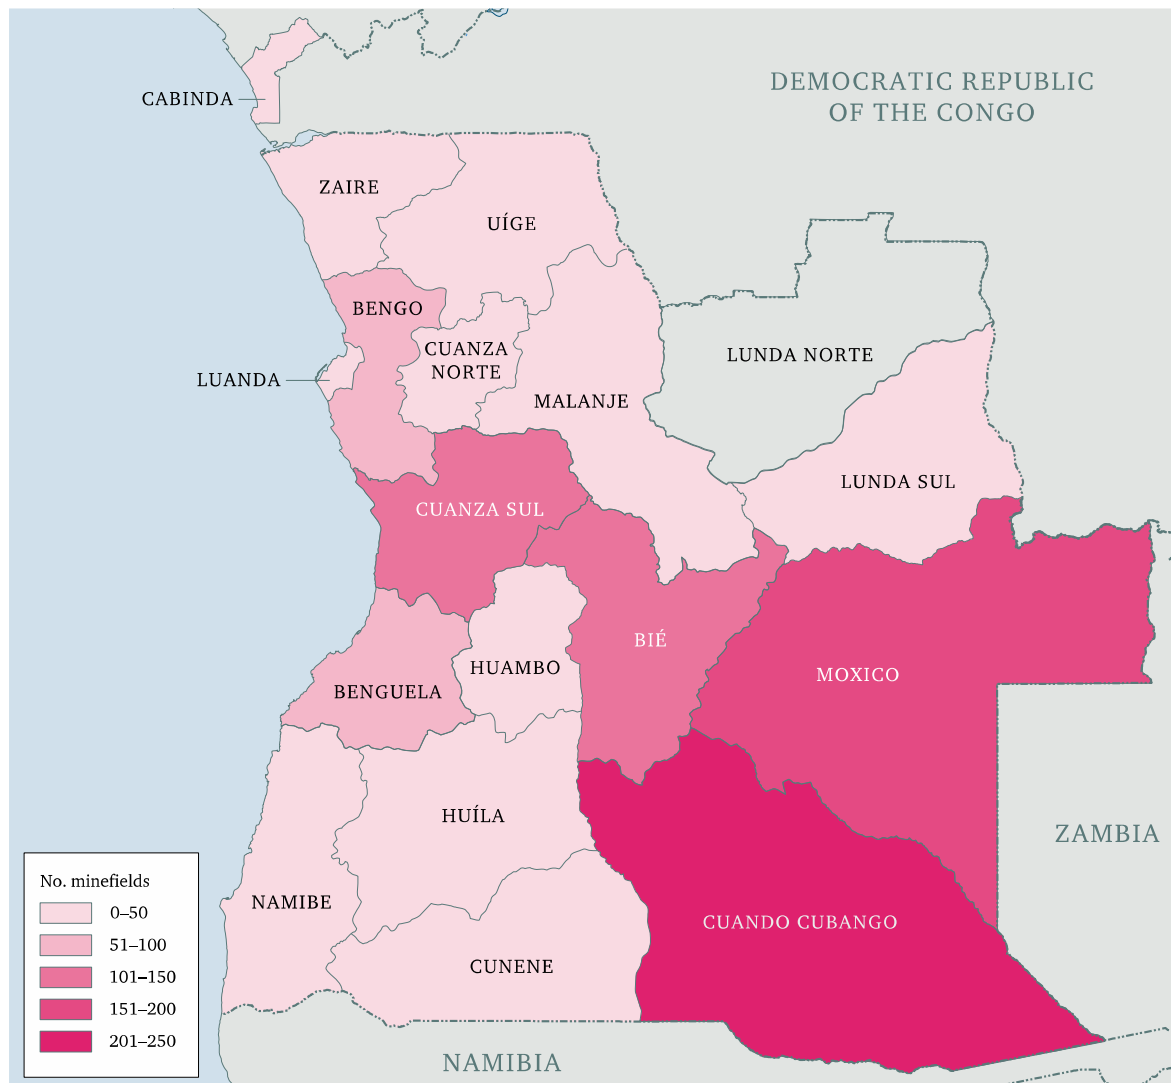 DEMOCRATIC REPUBLIC
OF THE CONGO
CABINDA
ZAIRE
UÍGE
BENGO
CUANZA
NORTE
LUNDA NORTE
LUANDA
MALANJE
LUNDA SUL
CUANZA SUL
BIÉ
HUAMBO
MOXICO
BENGUELA
HUÍLA
ZAMBIA
NAMIBE
CUANDO CUBANGO
CUNENE
NAMIBIA
No. minefields
0–50
51–100
101–150
151–200
201–250